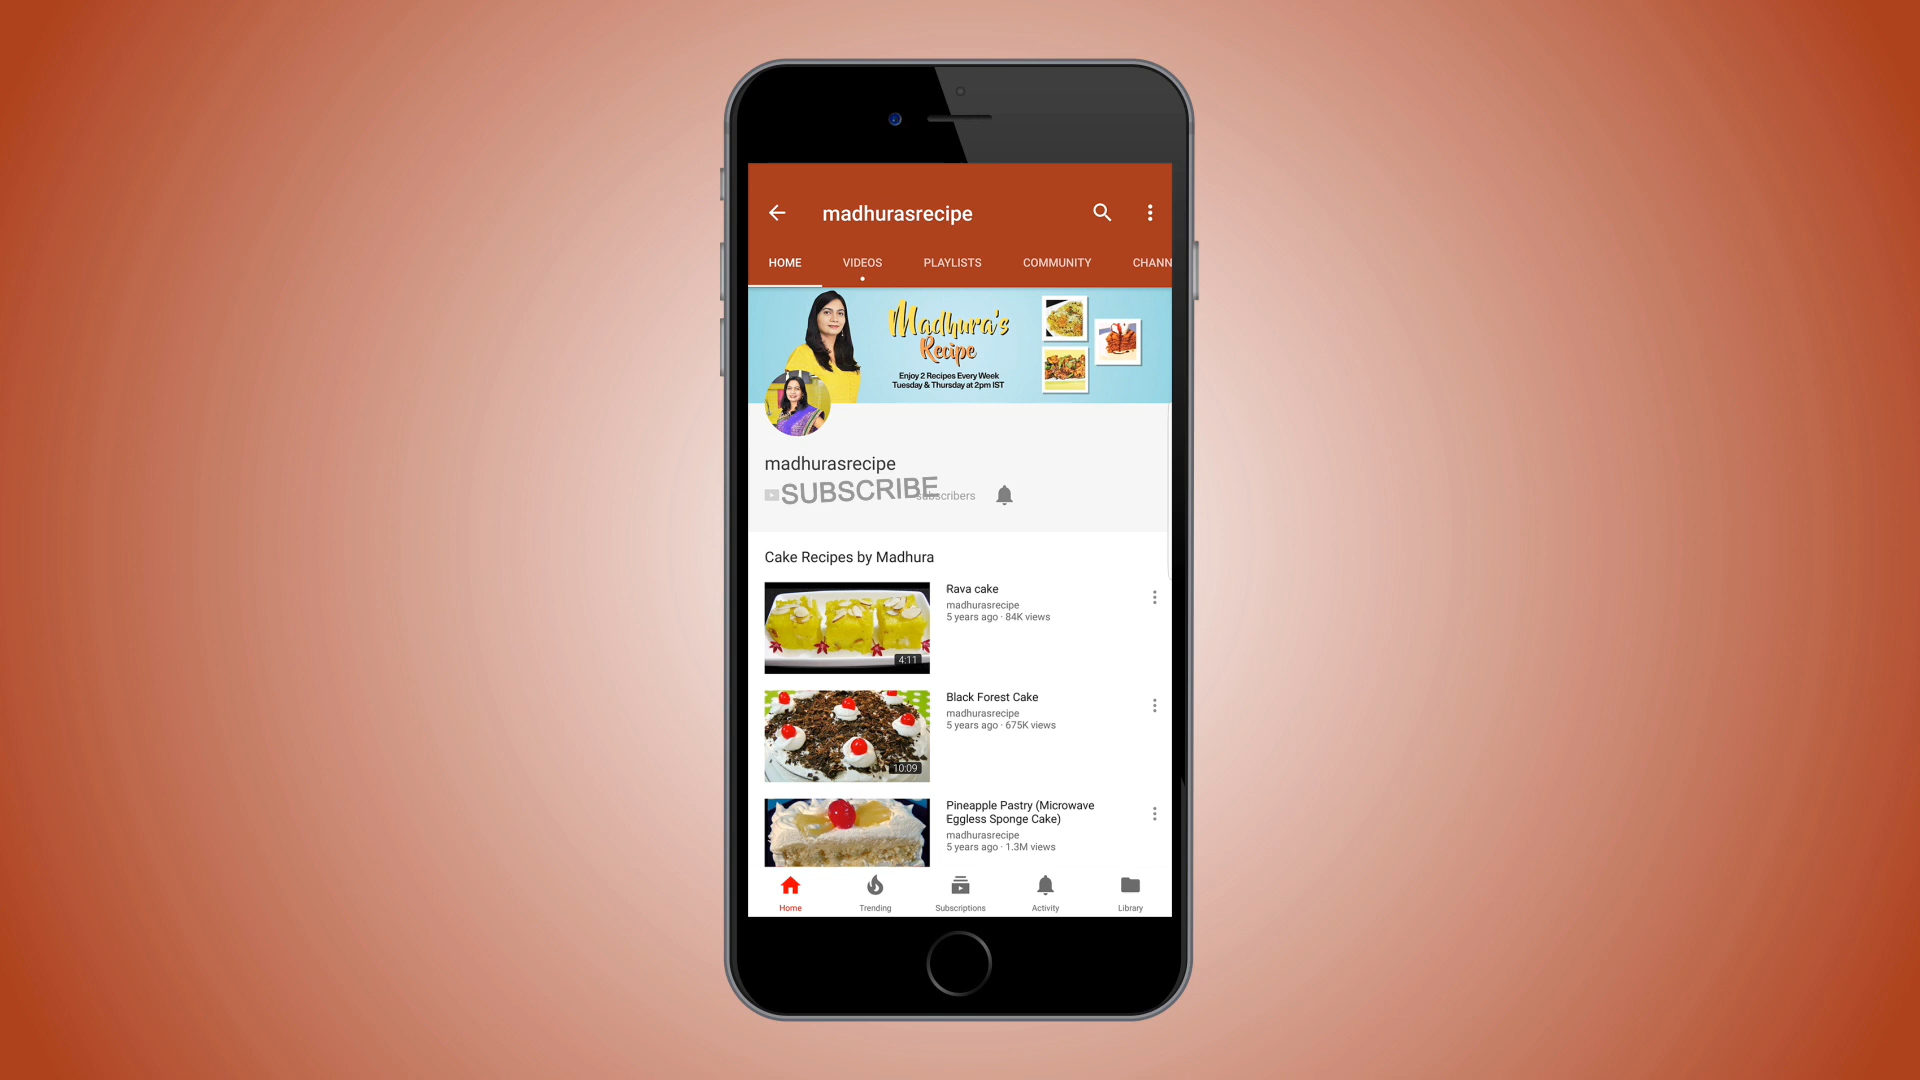 madhurasrecipe
HOME VIDEOS PLAYLISTS COMMUNITY CHANN
Madhura's
Recipe
Enjoy 2 Recipes Every Week
Tuesday & Thursday at 2pm IST
madhurasrecipe
SUBSCRIBE subscribers
Cake Recipes by Madhura
Rava cake
madhurasrecipe
5 years ago · 84K views
4:11
Black Forest Cake
madhurasrecipe
5 years ago · 675K views
10:09
Pineapple Pastry (Microwave
Eggless Sponge Cake)
madhurasrecipe
5 years ago · 1.3M views
Home Trending Subscriptions Activity Library